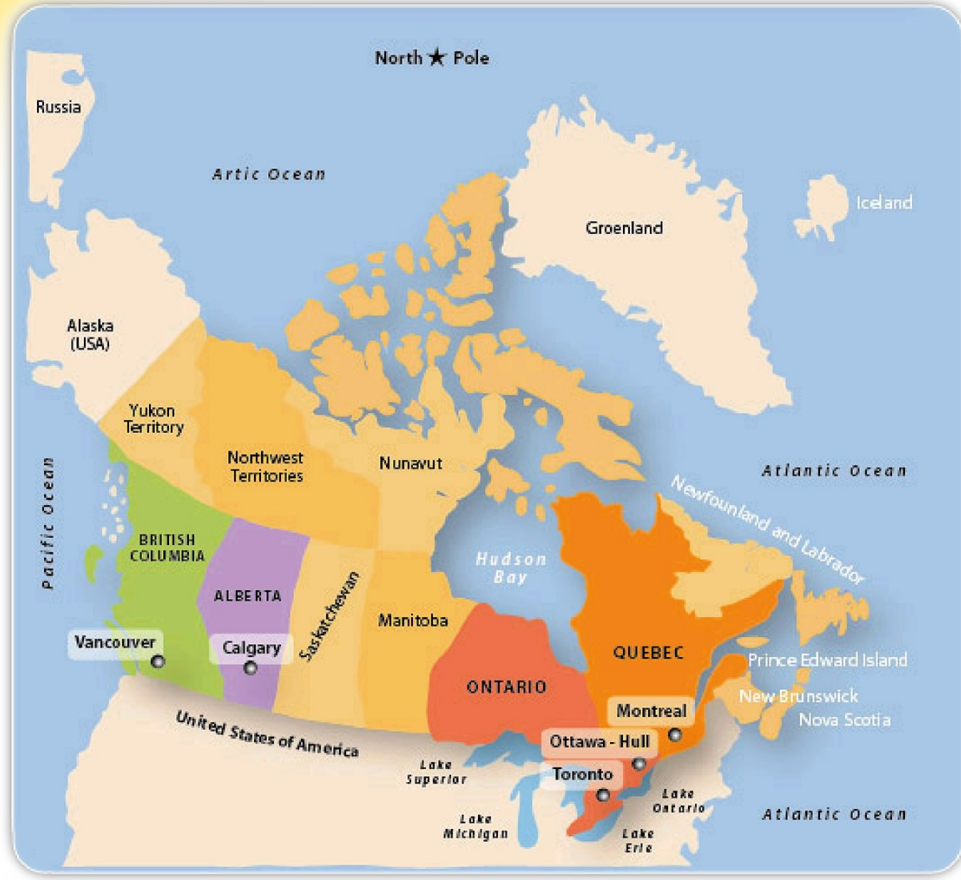 North ★ Pole
Russia
Artic Ocean
Iceland
Groenland
Alaska
(USA)
Yukon
Territory
Northwest
Territories
Nunavut
Atlantic Ocean
Pacific Ocean
Newfoundland and Labrador
BRITISH
COLUMBIA
Hudson
Bay
ALBERTA
Saskatchewan
Manitoba
Vancouver
Calgary
QUEBEC
Prince Edward Island
ONTARIO
New Brunswick
Montreal
Nova Scotia
United States of America
Ottawa - Hull
Lake
Superior
Toronto
Lake
Ontario
Atlantic Ocean
Lake
Michigan
Lake
Erie